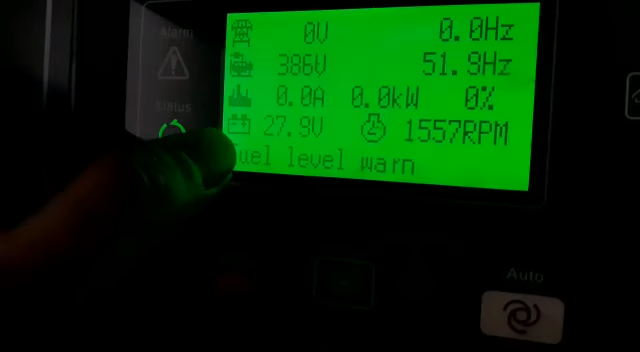 Alarm
Status
0V 0.0Hz
386V 51.9Hz
0.0A 0.0kW 0%
27.9V 1557RPM
uel level warn
Auto